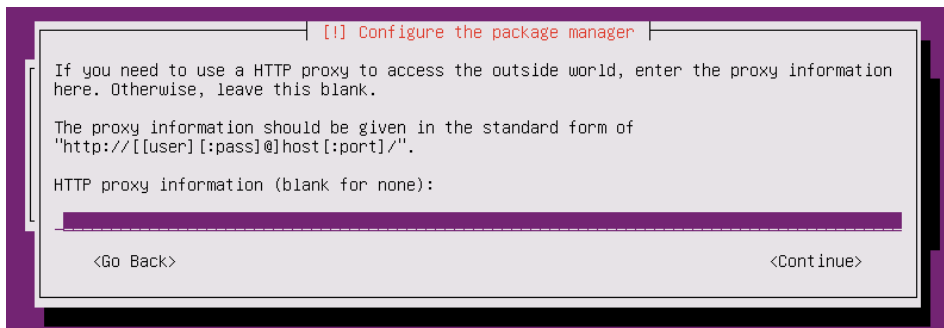 [!] Configure the package manager
If you need to use a HTTP proxy to access the outside world, enter the proxy information
here. Otherwise, leave this blank.
The proxy information should be given in the standard form of
"http://[[user][:pass]@]host[:port]/".
HTTP proxy information (blank for none):
<Go Back> <Continue>